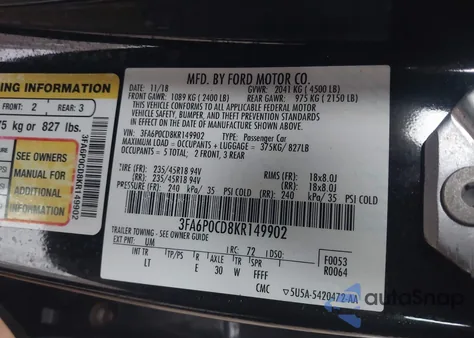 ING INFORMATION
FRONT: 2 REAR: 3
75 kg or 827 lbs.
SEE OWNERS
MANUAL FOR
ADDITIONAL
INFORMATION
3FA6P0CD8KR149902
MFD. BY FORD MOTOR CO.
DATE: 11/18 GVWR: 2041 KG ( 4500 LB)
FRONT GAWR: 1089 KG ( 2400 LB) REAR GAWR: 975 KG ( 2150 LB)
THIS VEHICLE CONFORMS TO ALL APPLICABLE FEDERAL MOTOR
VEHICLE SAFETY, BUMPER, AND THEFT PREVENTION STANDARDS
IN EFFECT ON THE DATE OF MANUFACTURE SHOWN ABOVE.
VIN: 3FA6P0CD8KR149902 TYPE: Passenger Car
MAXIMUM LOAD = OCCUPANTS + LUGGAGE = 375KG/ 827LB
OCCUPANTS: 5 TOTAL, 2 FRONT, 3 REAR
TIRE (FR): 235/45R18 94V RIMS (FR): 18x8.0J
(RR): 235/45R18 94V (RR): 18x8.0J
PRESSURE (FR): 240 kPa/ 35 PSI COLD (RR): 240 kPa/ 35 PSI COLD
3FA6P0CD8KR149902
TRAILER TOWING - SEE OWNER GUIDE
EXT PNT: UM RC: 72 DSO: F0053
INT TR TP/PS R AXLE TR SPR R0064
LT E 30 W FFFF
CMC 5U5A-5420472-AA
autoSnap